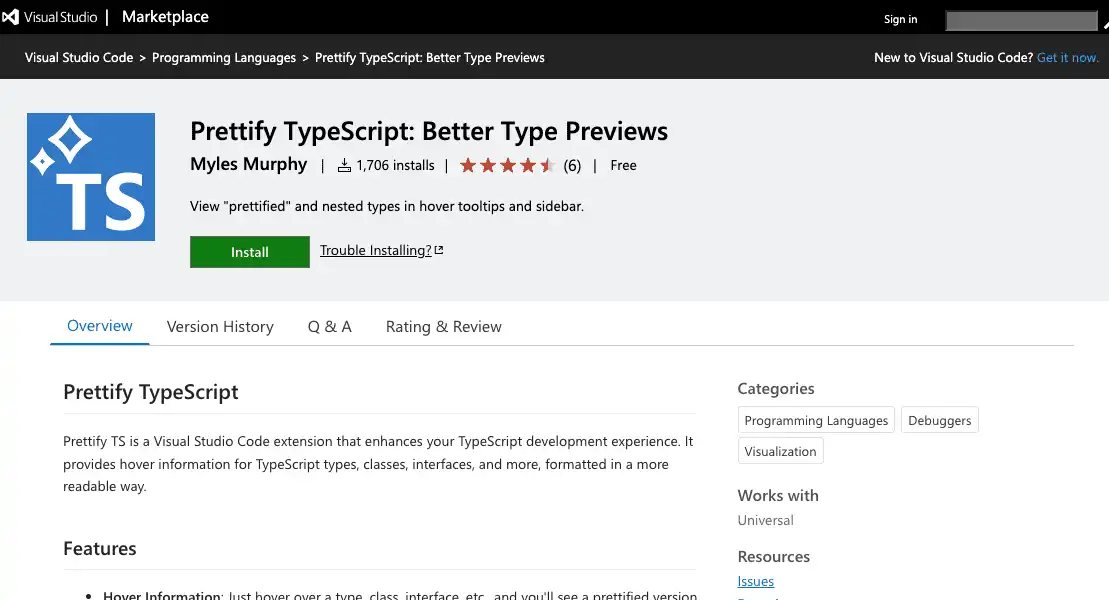 Visual Studio | Marketplace
Sign in
Visual Studio Code > Programming Languages > Prettify TypeScript: Better Type Previews
New to Visual Studio Code? Get it now.
TS
Prettify TypeScript: Better Type Previews
Myles Murphy | 1,706 installs | (6) | Free
View "prettified" and nested types in hover tooltips and sidebar.
Install
Trouble Installing?
Overview
Version History
Q & A
Rating & Review
Prettify TypeScript
Prettify TS is a Visual Studio Code extension that enhances your TypeScript development experience. It
provides hover information for TypeScript types, classes, interfaces, and more, formatted in a more
readable way.
Features
• Hover Information: Just hover over a type, class, interface, etc., and you'll see a prettified version
Categories
Programming Languages
Debuggers
Visualization
Works with
Universal
Resources
Issues